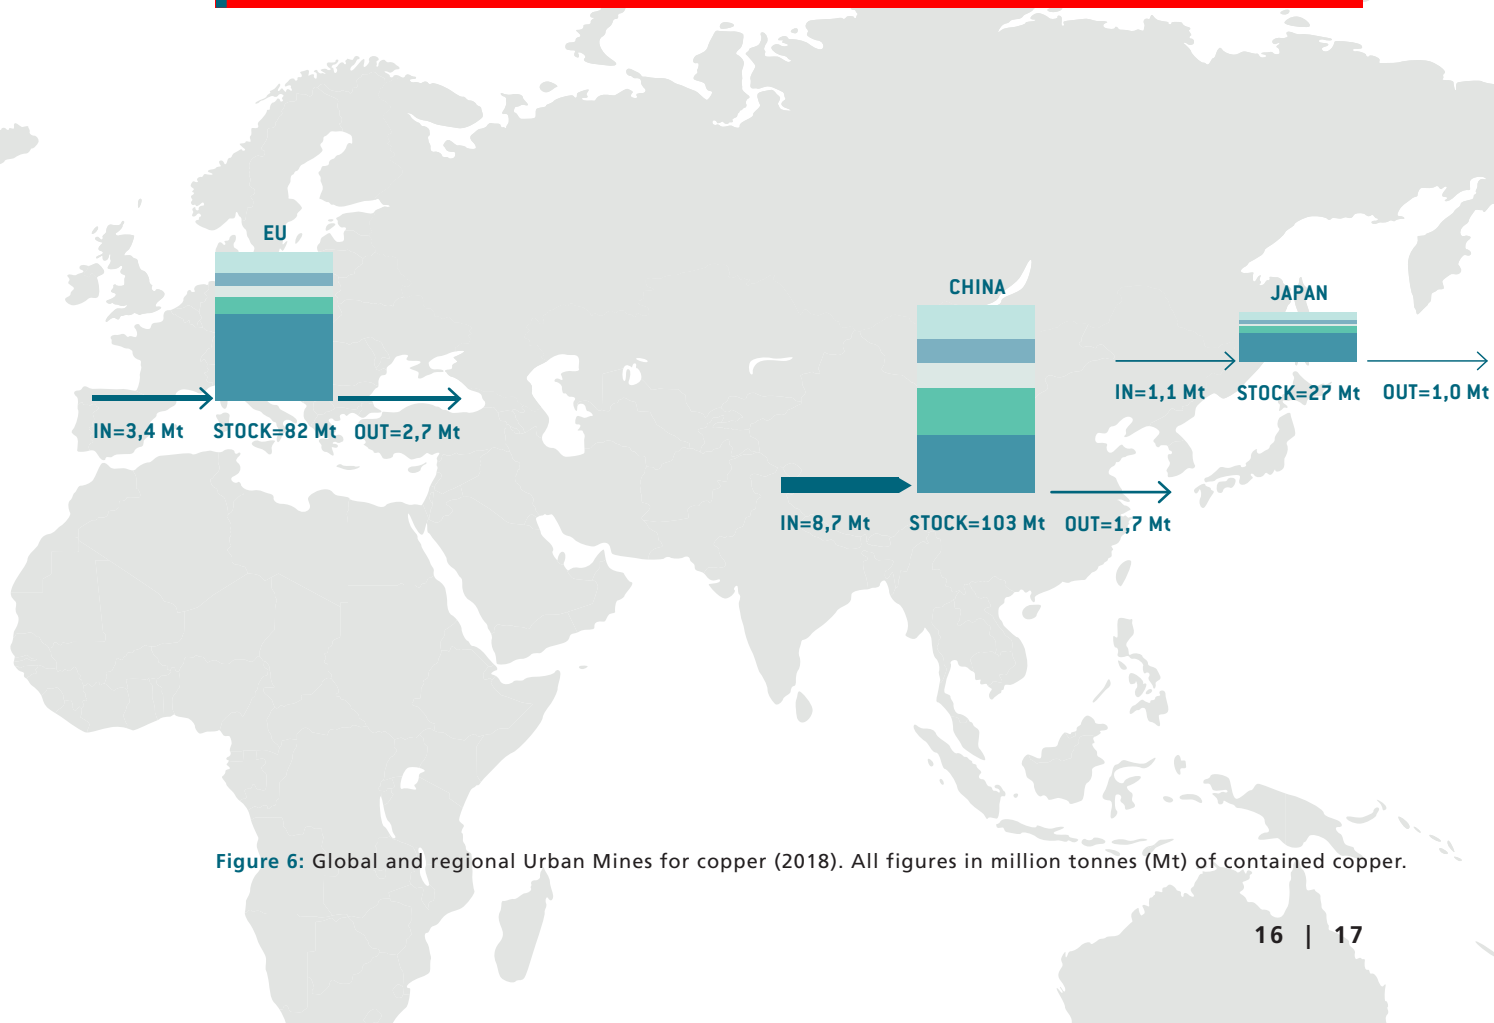 EU
IN=3,4 Mt
STOCK=82 Mt
OUT=2,7 Mt
CHINA
IN=8,7 Mt
STOCK=103 Mt
OUT=1,7 Mt
JAPAN
IN=1,1 Mt
STOCK=27 Mt
OUT=1,0 Mt
Figure 6: Global and regional Urban Mines for copper (2018). All figures in million tonnes (Mt) of contained copper.
16 | 17